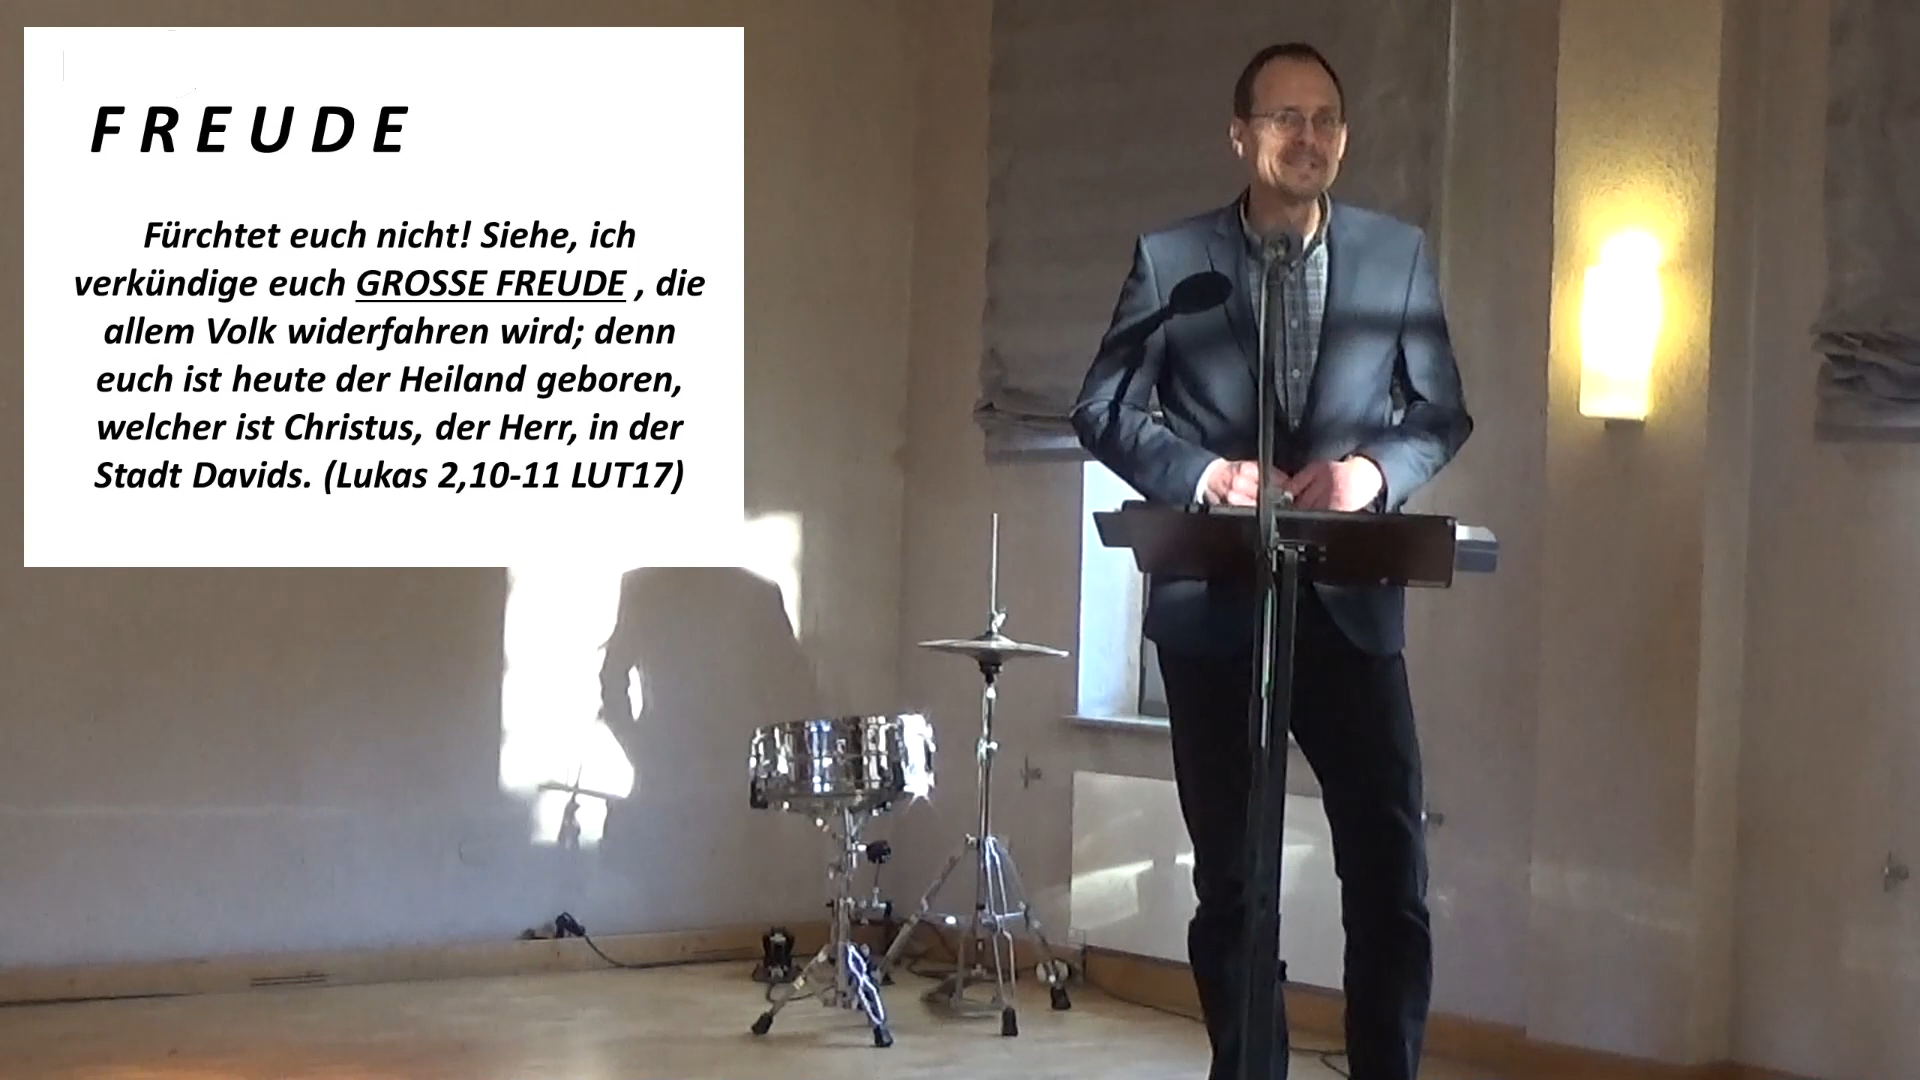 F R E U D E
Fürchtet euch nicht! Siehe, ich
verkündige euch GROSSE FREUDE , die
allem Volk widerfahren wird; denn
euch ist heute der Heiland geboren,
welcher ist Christus, der Herr, in der
Stadt Davids. (Lukas 2,10-11 LUT17)